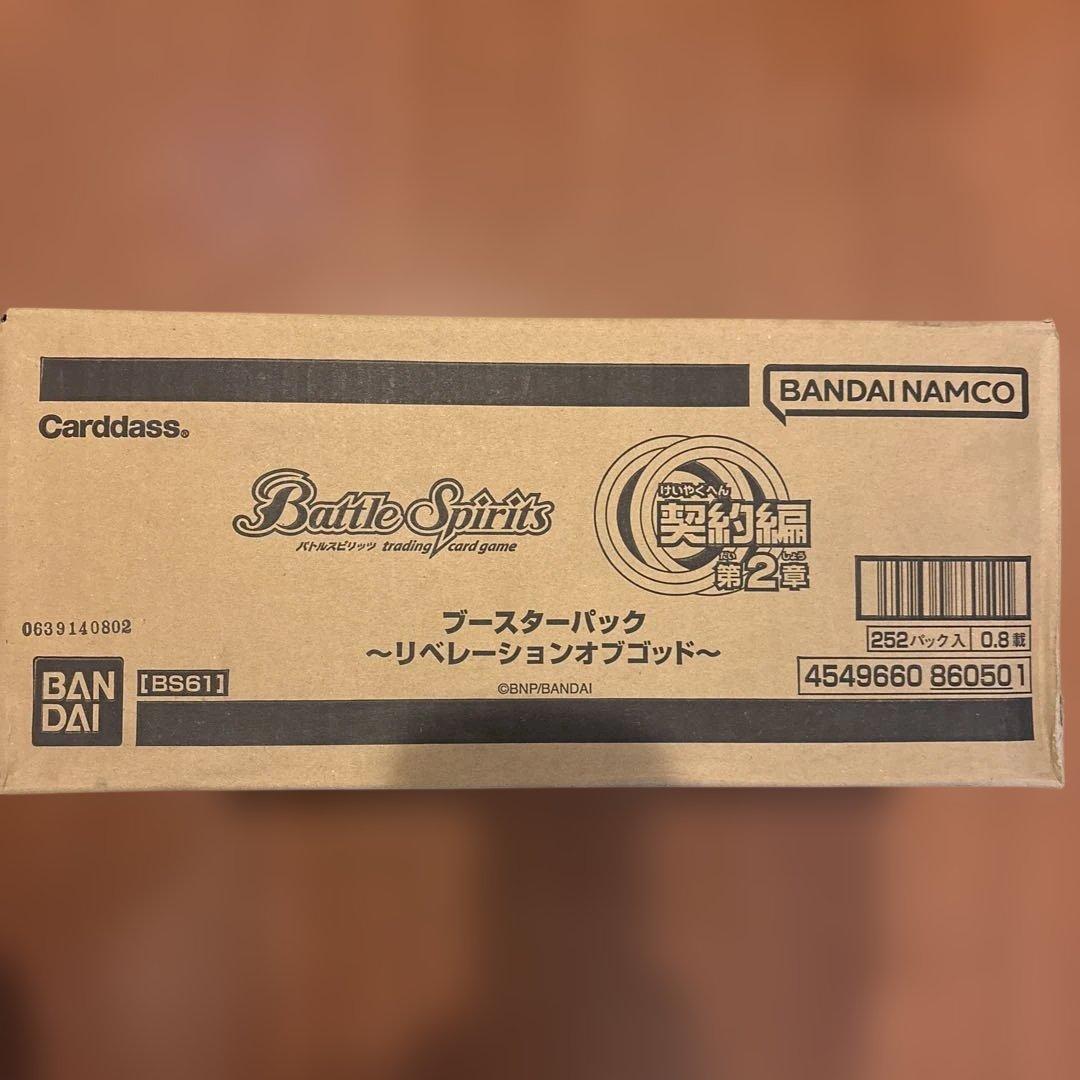 BANDAI NAMCO
Carddass®
Battle Spirits
バトルスピリッツ trading card game
けいやくへん
契約編
だい しょう
第2章
ブースターパック
～リベレーションオブゴッド～
252パック入 0.8載
4549660 860501
0639140802
BAN
DAI
[BS61]
©BNP/BANDAI